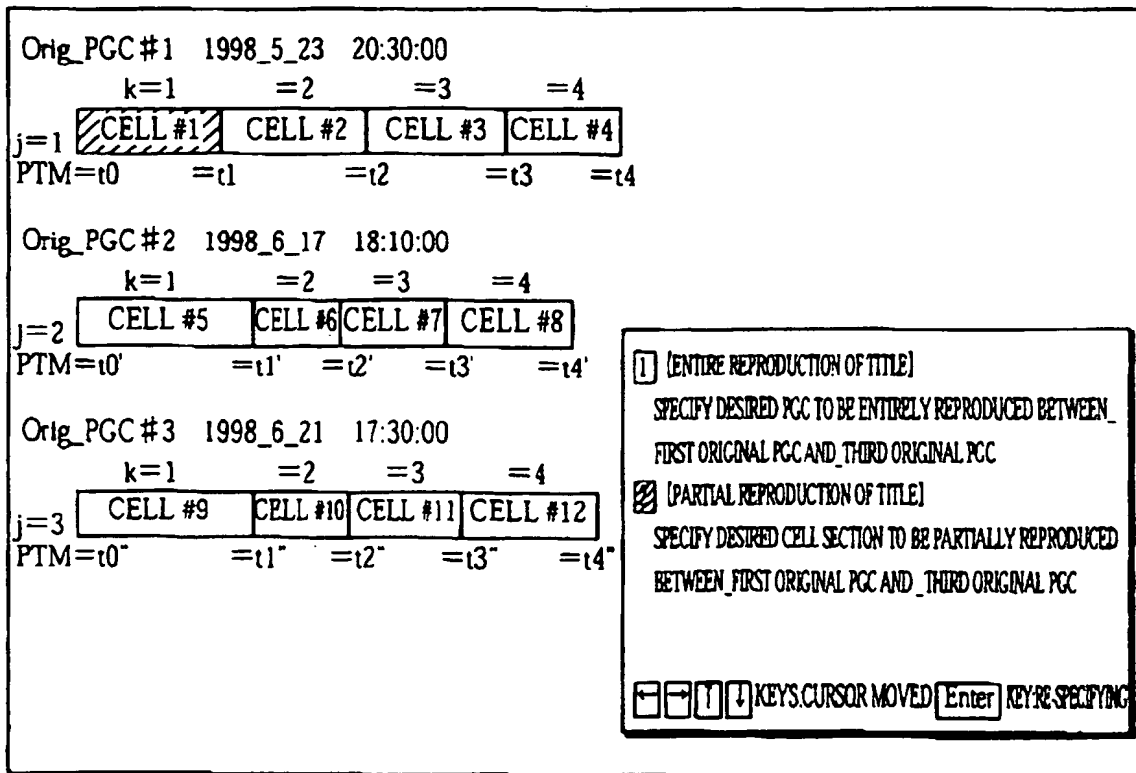 Orig_PGC#1 1998_5_23 20:30:00
k=1 =2 =3 =4
j=1 CELL #1 CELL #2 CELL #3 CELL #4
PTM=t0 =t1 =t2 =t3 =t4
Orig_PGC#2 1998_6_17 18:10:00
k=1 =2 =3 =4
j=2 CELL #5 CELL #6 CELL #7 CELL #8
PTM=t0' =t1' =t2' =t3' =t4'
Orig_PGC#3 1998_6_21 17:30:00
k=1 =2 =3 =4
j=3 CELL #9 CELL #10 CELL #11 CELL #12
PTM=t0" =t1" =t2" =t3" =t4"
1 [ENTIRE REPRODUCTION OF TITLE]
SPECIFY DESIRED PGC TO BE ENTIRELY REPRODUCED BETWEEN_
FIRST ORIGINAL PGC AND_THIRD ORIGINAL PGC
[PARTIAL REPRODUCTION OF TITLE]
SPECIFY DESIRED CELL SECTION TO BE PARTIALLY REPRODUCED
BETWEEN_FIRST ORIGINAL PGC AND_THIRD ORIGINAL PGC
← → ↑ ↓ KEYS:CURSOR MOVED Enter KEY:RE-SPECIFYING